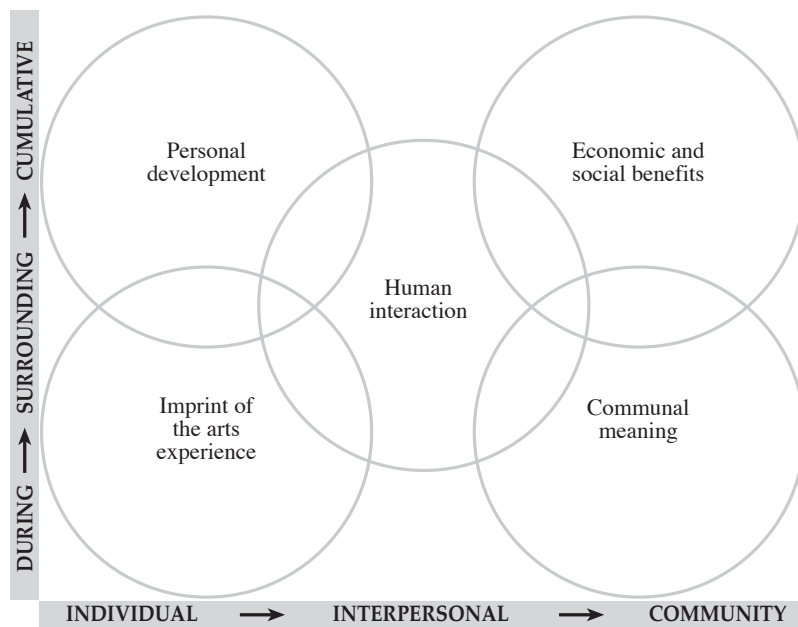 CUMULATIVE
SURROUNDING
DURING
Personal
development
Economic and
social benefits
Human
interaction
Imprint of
the arts
experience
Communal
meaning
INDIVIDUAL
INTERPERSONAL
COMMUNITY